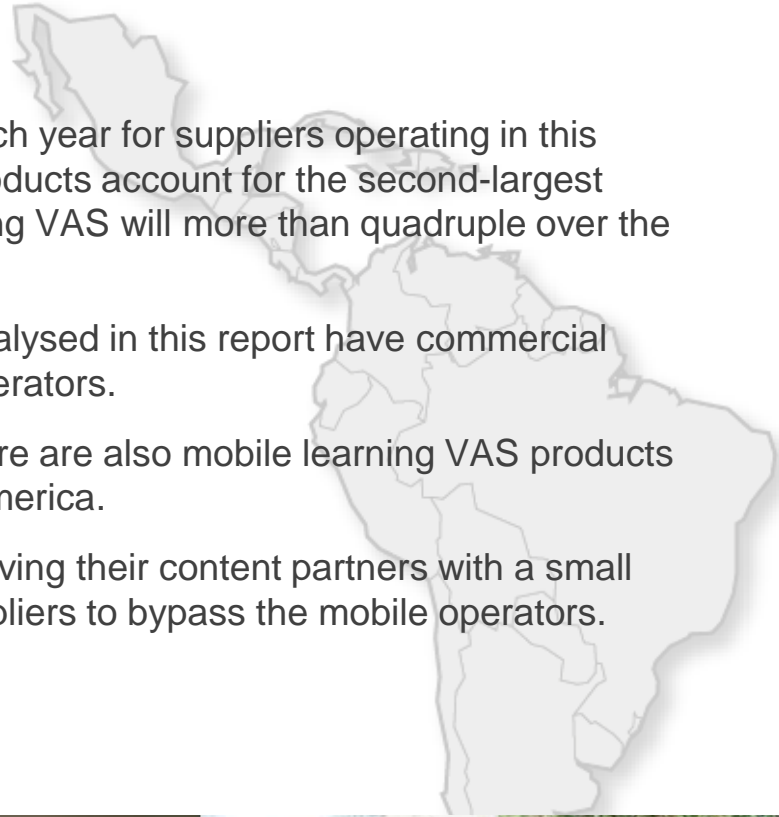 ch year for suppliers operating in this
oducts account for the second-largest
ng VAS will more than quadruple over the
alysed in this report have commercial
erators.
re are also mobile learning VAS products
merica.
ving their content partners with a small
pliers to bypass the mobile operators.